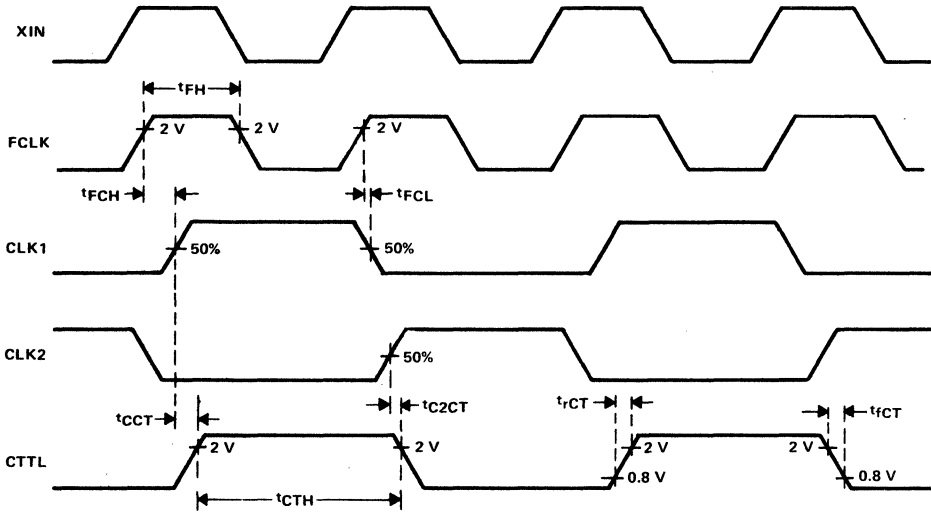 XIN
tFH
FCLK
2 V
2 V
2 V
tFCH
tFCL
CLK1
50%
50%
CLK2
50%
tCCT
tC2CT
trCT
tfCT
CTTL
2 V
2 V
2 V
2 V
0.8 V
0.8 V
tCTH